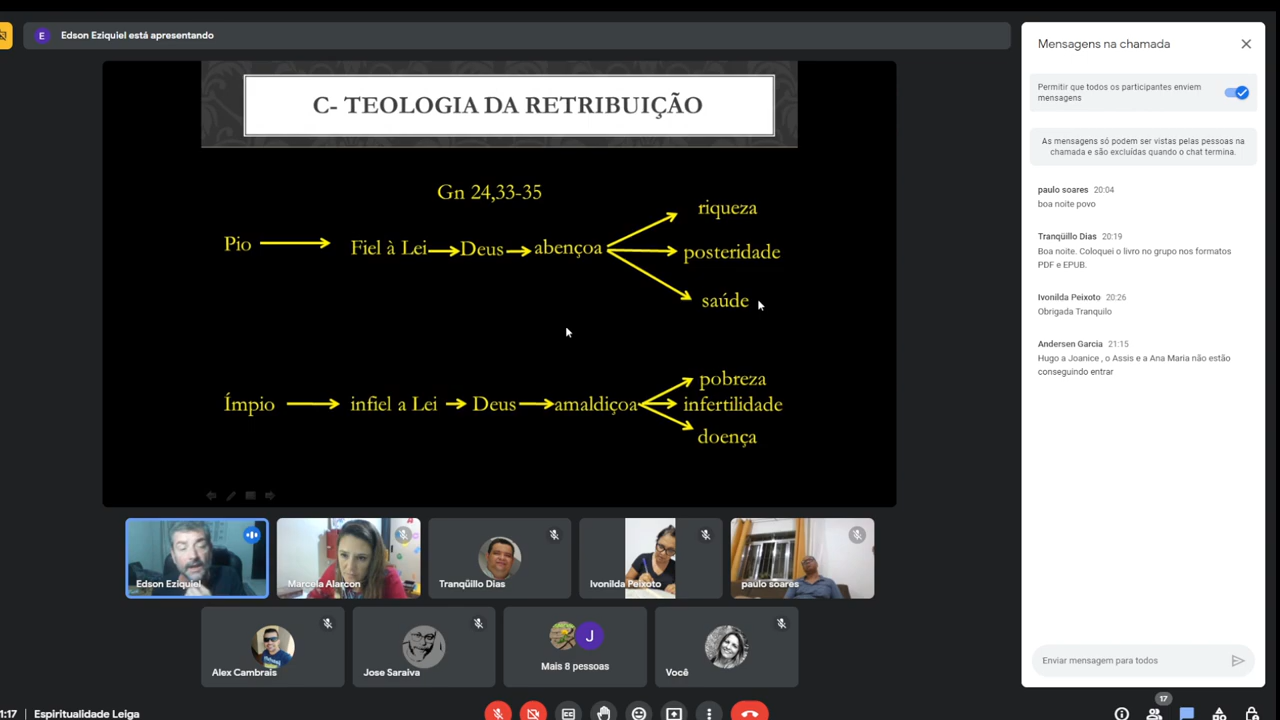 E Edson Eziquiel está apresentando
C- TEOLOGIA DA RETRIBUIÇÃO
Gn 24,33-35
Pio Fiel à Lei Deus abençoa
riqueza
posteridade
saúde
Ímpio infiel a Lei Deus amaldiçoa
pobreza
infertilidade
doença
Edson Eziquiel
Marcela Alarcon
Tranqüillo Dias
Ivonilda Peixoto
paulo soares
Alex Cambrais
Jose Saraiva
J
Mais 8 pessoas
Você
1:17 | Espiritualidade Leiga
Mensagens na chamada
Permitir que todos os participantes enviem
mensagens
As mensagens só podem ser vistas pelas pessoas na
chamada e são excluídas quando o chat termina.
paulo soares 20:04
boa noite povo
Tranqüillo Dias 20:19
Boa noite. Coloquei o livro no grupo nos formatos
PDF e EPUB.
Ivonilda Peixoto 20:26
Obrigada Tranquilo
Andersen Garcia 21:15
Hugo a Joanice , o Assis e a Ana Maria não estão
conseguindo entrar
Enviar mensagem para todos
17